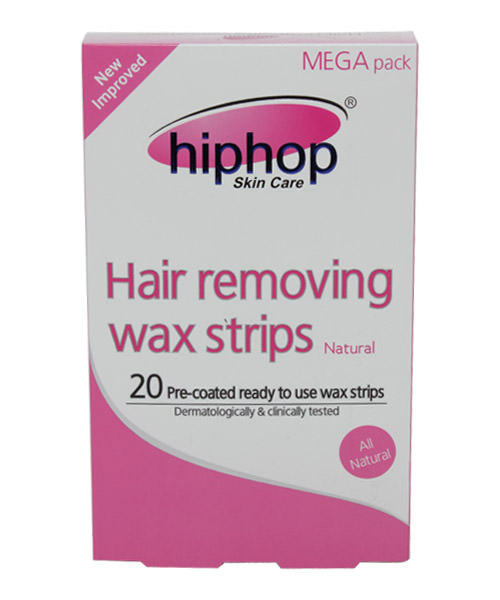 New
Improved
MEGA pack
hiphop®
Skin Care
Hair removing
wax strips Natural
20 Pre-coated ready to use wax strips
Dermatologically & clinically tested
All
Natural